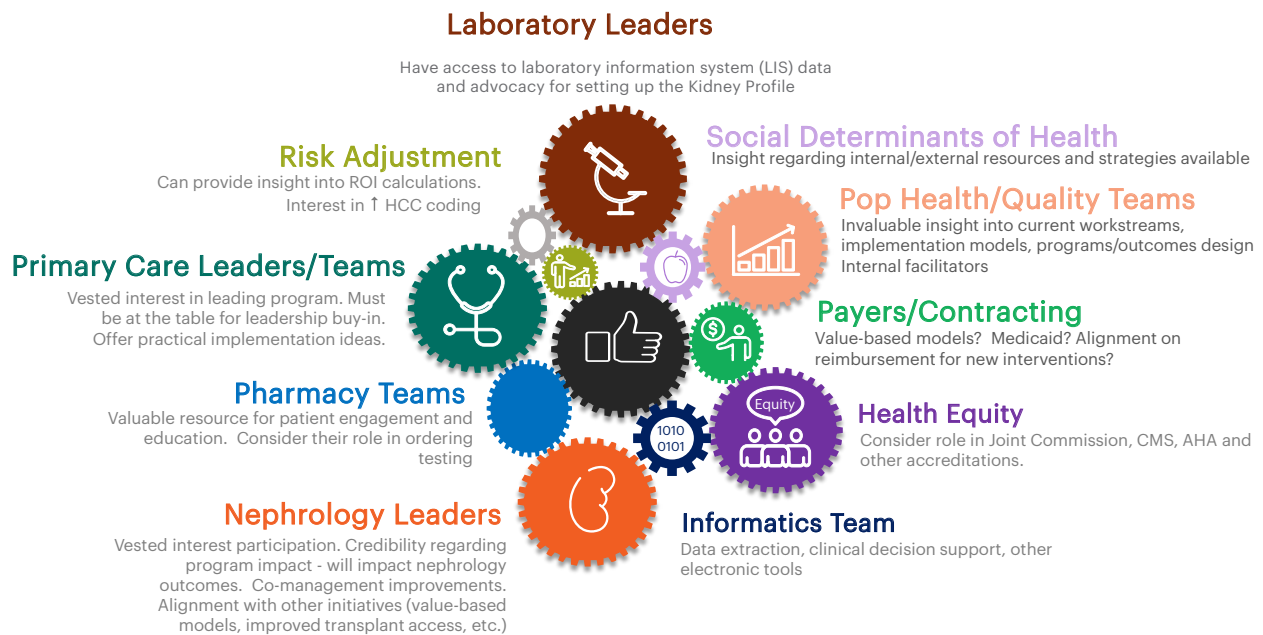 Laboratory Leaders
Have access to laboratory information system (LIS) data
and advocacy for setting up the Kidney Profile
Risk Adjustment
Can provide insight into ROI calculations.
Interest in ↑ HCC coding
Social Determinants of Health
Insight regarding internal/external resources and strategies available
Pop Health/Quality Teams
Invaluable insight into current workstreams,
implementation models, programs/outcomes design
Internal facilitators
Primary Care Leaders/Teams
Vested interest in leading program. Must
be at the table for leadership buy-in.
Offer practical implementation ideas.
$
Payers/Contracting
Value-based models?  Medicaid? Alignment on
reimbursement for new interventions?
Pharmacy Teams
Valuable resource for patient engagement and
education.  Consider their role in ordering
testing
1010
0101
Equity
Health Equity
Consider role in Joint Commission, CMS, AHA and
other accreditations.
Nephrology Leaders
Vested interest participation. Credibility regarding
program impact - will impact nephrology
outcomes.  Co-management improvements.
Alignment with other initiatives (value-based
models, improved transplant access, etc.)
Informatics Team
Data extraction, clinical decision support, other
electronic tools